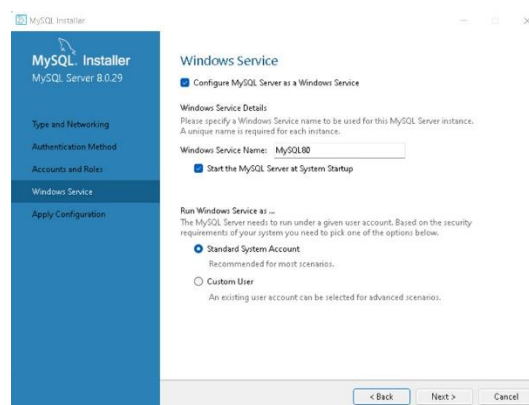 MySQL Installer
MySQL. Installer
MySQL Server 8.0.29
Type and Networking
Authentication Method
Accounts and Roles
Windows Service
Apply Configuration
Windows Service
Configure MySQL Server as a Windows Service
Windows Service Details
Please specify a Windows Service name to be used for this MySQL Server instance.
A unique name is required for each instance.
Windows Service Name: MySQL80
Start the MySQL Server at System Startup
Run Windows Service as ...
The MySQL Server needs to run under a given user account. Based on the security
requirements of your system you need to pick one of the options below.
Standard System Account
Recommended for most scenarios.
Custom User
An existing user account can be selected for advanced scenarios.
< Back Next > Cancel